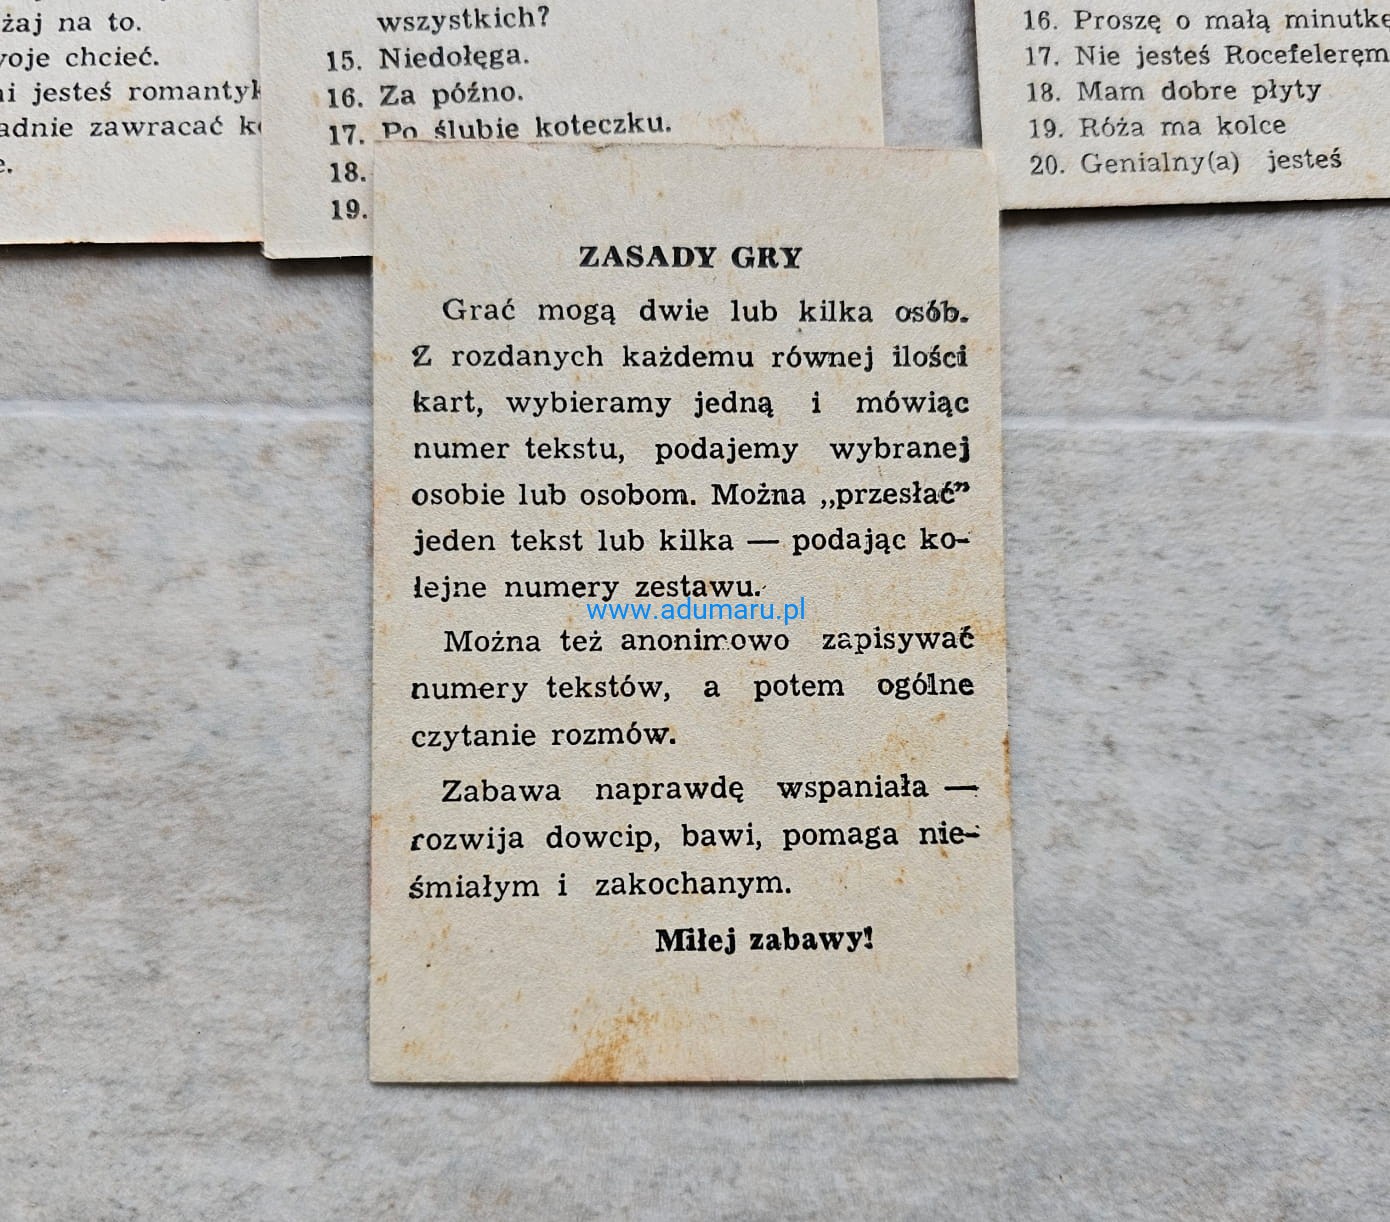 żaj na to.
chcieć.
jesteś
zawracać
wszystkich?
15. Niedołęga.
16. Za późno.
17. Po ślubie koteczku.
18.
19.
16. Proszę o małą minutkę
17. Nie jesteś Rocefelerem
18. Mam dobre płyty
19. Róża ma kolce
20. Genialny(a) jesteś
ZASADY GRY
Grać mogą dwie lub kilka osób.
Z rozdanych każdemu równej ilości
kart, wybieramy jedną i mówiąc
numer tekstu, podajemy wybranej
osobie lub osobom. Można „przesłać”
jeden tekst lub kilka — podając ko-
lejne numery zestawu.
www.adumaru.pl
Można też anonimowo zapisywać
numery tekstów, a potem ogólne
czytanie rozmów.
Zabawa naprawdę wspaniała —
rozwija dowcip, bawi, pomaga nie-
śmiałym i zakochanym.
Miłej zabawy!